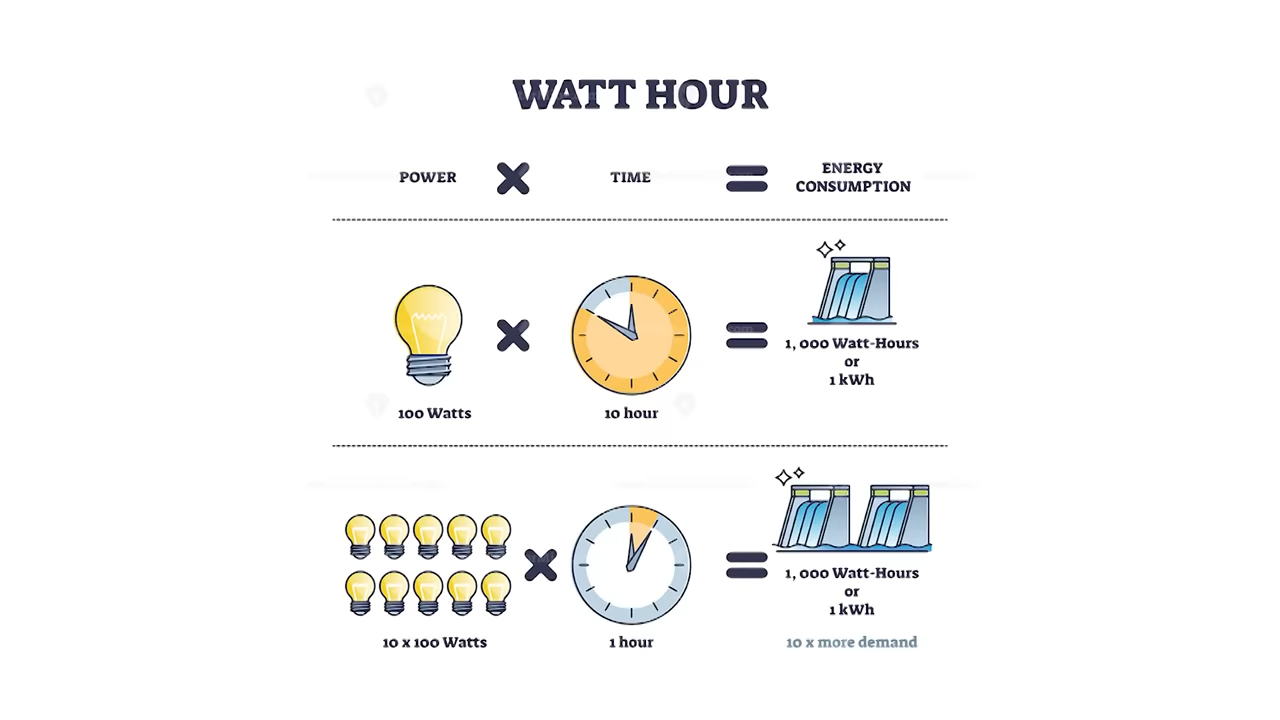 WATT HOUR
POWER
TIME
ENERGY
CONSUMPTION
100 Watts
10 hour
1, 000 Watt-Hours
or
1 kWh
10 x 100 Watts
1 hour
1, 000 Watt-Hours
or
1 kWh
10 x more demand